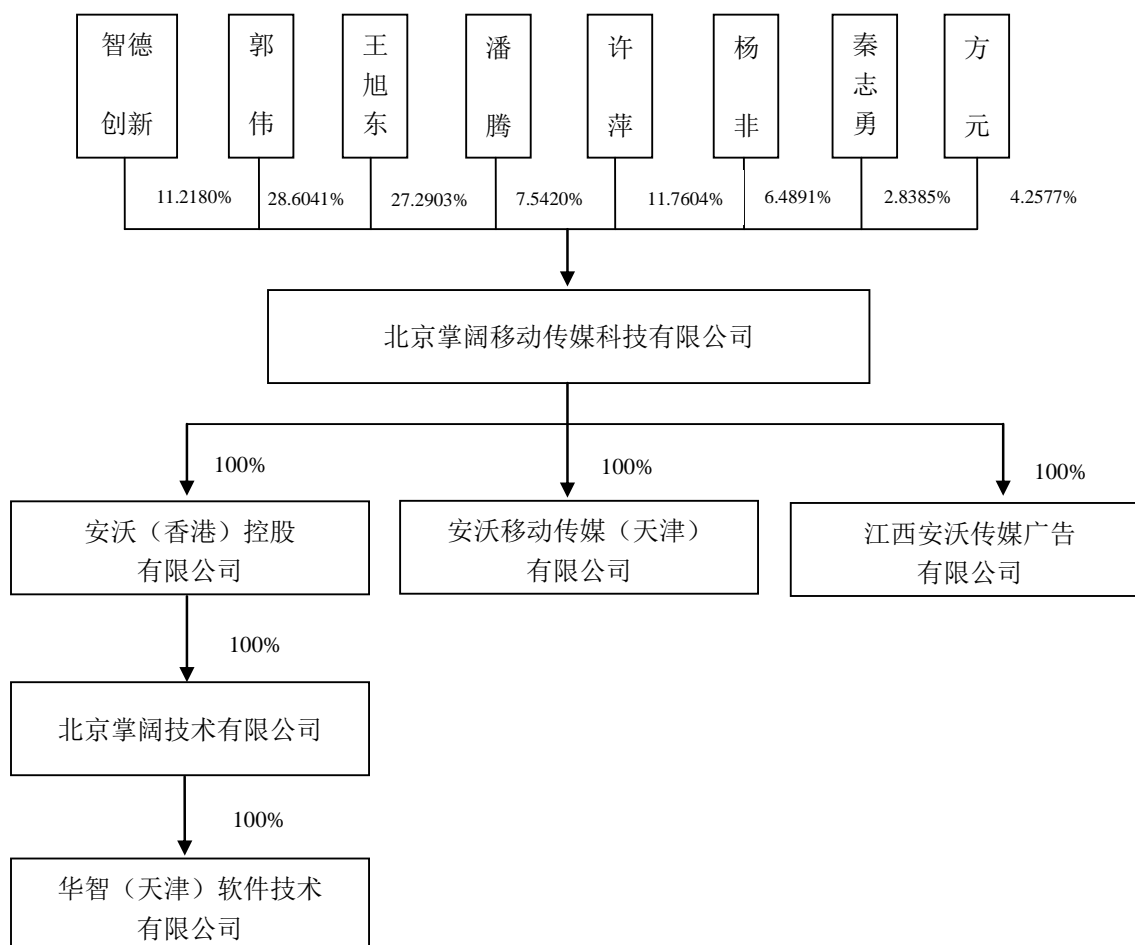 智德
创新
郭
伟
王
旭
东
潘
腾
许
萍
杨
非
秦
志
勇
方
元
11.2180%
28.6041%
27.2903%
7.5420%
11.7604%
6.4891%
2.8385%
4.2577%
北京掌阔移动传媒科技有限公司
100%
100%
100%
安沃（香港）控股
有限公司
安沃移动传媒（天津）
有限公司
江西安沃传媒广告
有限公司
100%
北京掌阔技术有限公司
100%
华智（天津）软件技术
有限公司